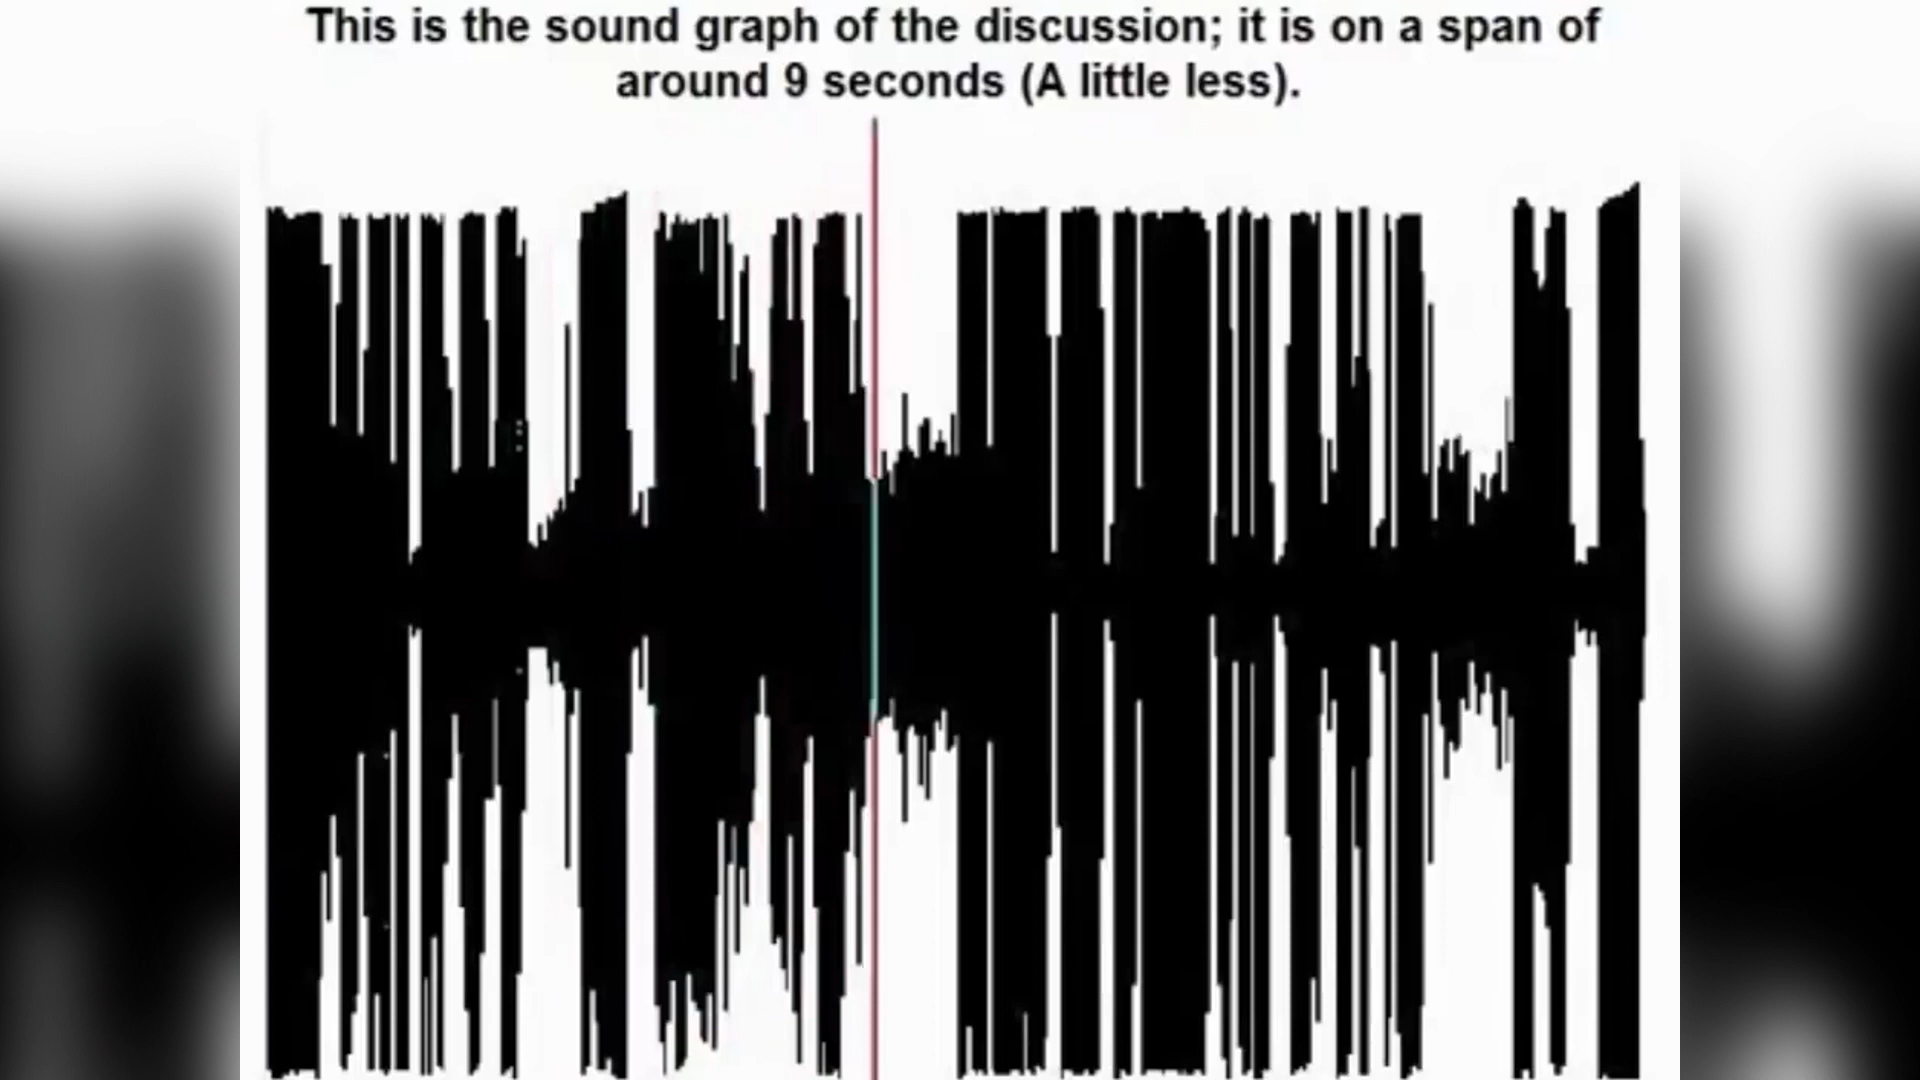 This is the sound graph of the discussion; it is on a span of
around 9 seconds (A little less).